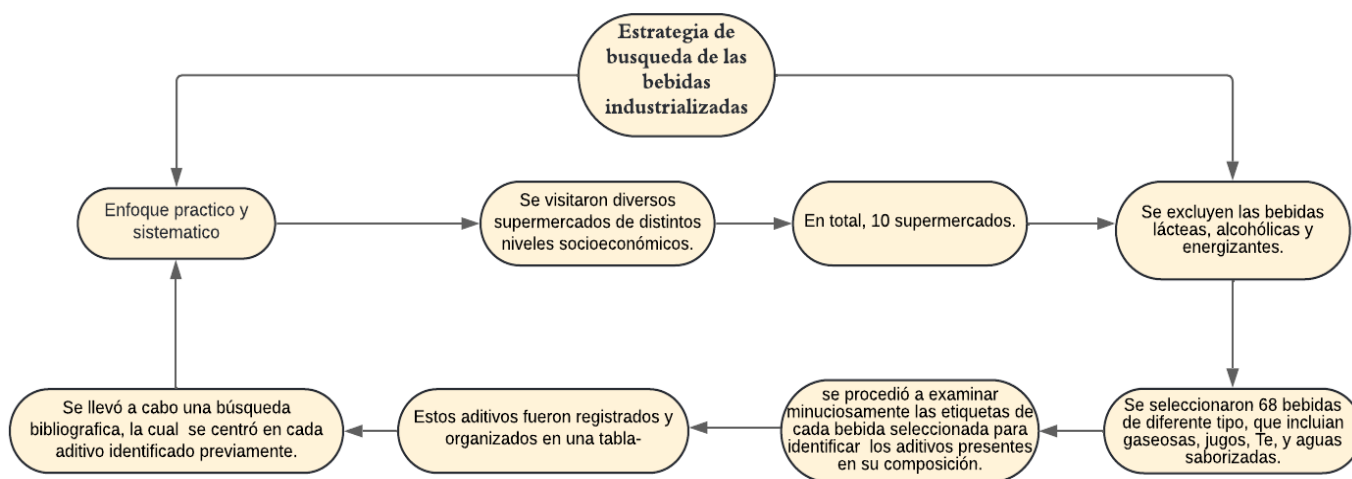 Estrategia de
busqueda de las
bebidas
industrializadas
Enfoque practico y
sistematico
Se visitaron diversos
supermercados de distintos
niveles socioeconómicos.
En total, 10 supermercados.
Se excluyen las bebidas
lácteas, alcohólicas y
energizantes.
Se seleccionaron 68 bebidas
de diferente tipo, que incluian
gaseosas, jugos, Te, y aguas
saborizadas.
se procedió a examinar
minuciosamente las etiquetas de
cada bebida seleccionada para
identificar los aditivos presentes
en su composición.
Estos aditivos fueron registrados y
organizados en una tabla-
Se llevó a cabo una búsqueda
bibliografica, la cual se centró en cada
aditivo identificado previamente.